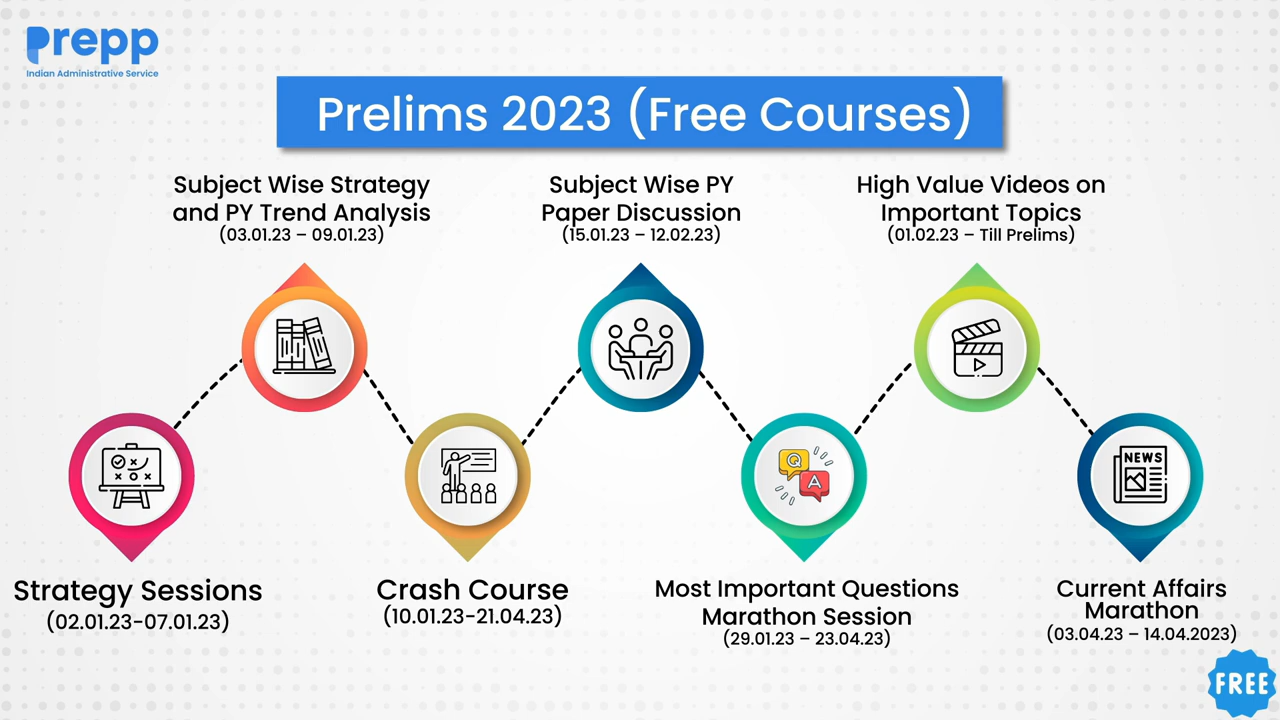 Prepp
Indian Administrative Service
Prelims 2023 (Free Courses)
Subject Wise Strategy
and PY Trend Analysis
(03.01.23 – 09.01.23)
Subject Wise PY
Paper Discussion
(15.01.23 – 12.02.23)
High Value Videos on
Important Topics
(01.02.23 – Till Prelims)
Q
A
NEWS
Strategy Sessions
(02.01.23-07.01.23)
Crash Course
(10.01.23-21.04.23)
Most Important Questions
Marathon Session
(29.01.23 – 23.04.23)
Current Affairs
Marathon
(03.04.23 – 14.04.2023)
FREE